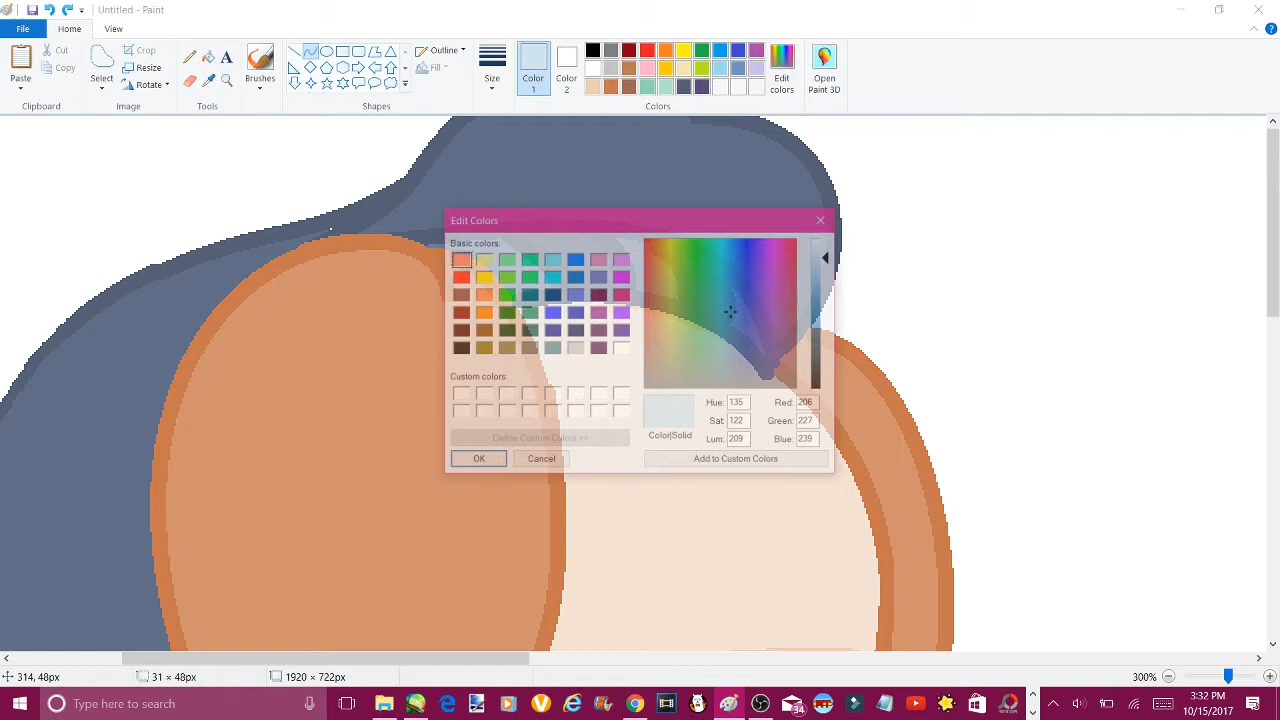 Untitled - Paint
File
Home
View
Paste
Cut
Copy
Clipboard
Select
Crop
Resize
Rotate
Image
A
Tools
Brushes
Outline
Fill
Shapes
Size
Color
1
Color
2
Edit
colors
Colors
Open
Paint 3D
Edit Colors
Basic colors:
Custom colors:
Define Custom Colors >>
OK
Cancel
Hue: 135
Sat: 122
Lum: 209
Red: 206
Green: 227
Blue: 239
Color|Solid
Add to Custom Colors
314, 48px
31 × 48px
1920 × 722px
300%
Type here to search
34
3:32 PM
10/15/2017